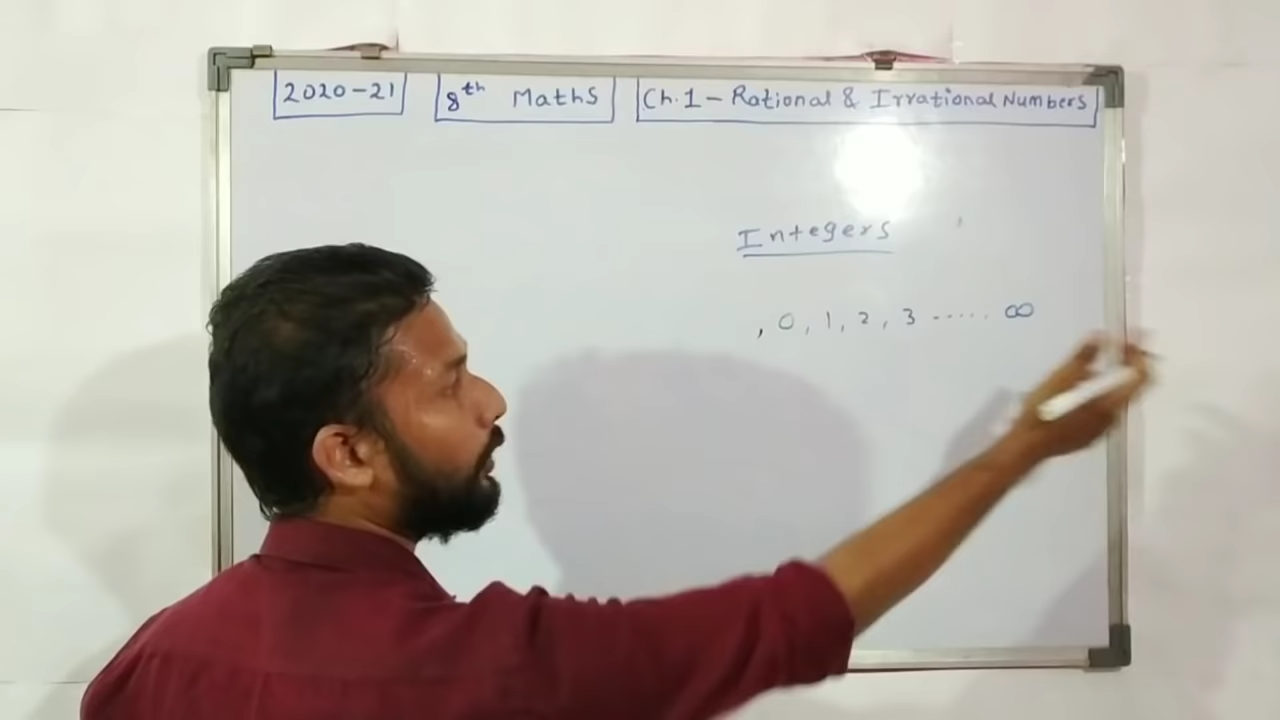 2020-21 8th Maths Ch.1 - Rational & Irrational Numbers
Integers
, 0, 1, 2, 3 ..... ∞